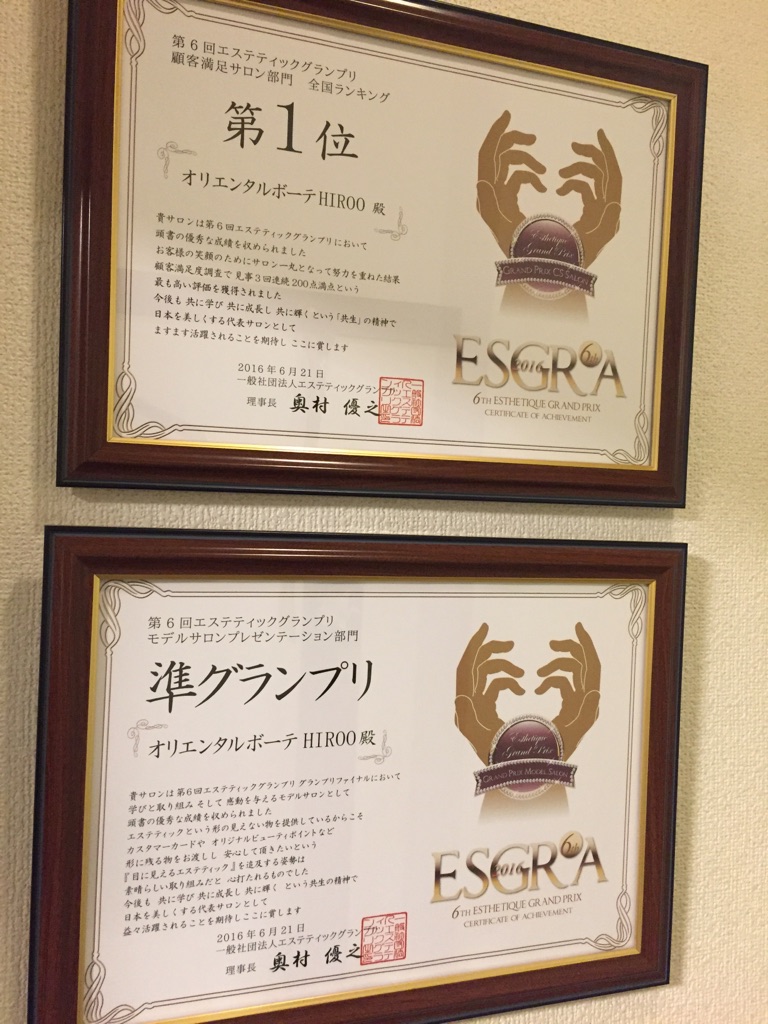 第6回エステティックグランプリ
顧客満足サロン部門　全国ランキング
第1位
オリエンタルボーテHIROO 殿
貴サロンは第6回エステティックグランプリにおいて
頭書の優秀な成績を収められました
お客様の笑顔のためにサロン一丸となって努力を重ねた結果
顧客満足度調査で 見事3回連続200点満点という
最も高い評価を獲得されました
今後も 共に学び 共に成長し 共に輝くという「共生」の精神で
日本を美しくする代表サロンとして
ますます活躍されることを期待し ここに賞します
2016年6月21日
一般社団法人エステティックグランプリ
理事長 奥村 優之
Esthetique
Grand Prix
GRAND PRIX CS SALON
ESGRA
2016
6th
6TH ESTHETIQUE GRAND PRIX
CERTIFICATE OF ACHIEVEMENT
第6回エステティックグランプリ
モデルサロンプレゼンテーション部門
準グランプリ
オリエンタルボーテ HIROO 殿
貴サロンは 第6回エステティックグランプリ グランプリファイナルにおいて
学びと取り組み そして 感動を与えるモデルサロンとして
頭書の優秀な成績を収められました
エステティックという形の見えない物を提供しているからこそ
カスタマーカードや オリジナルビューティポイントなど
形に残る物をお渡しし 安心して頂きたいという
『目に見えるエステティック』を追及する姿勢は
素晴らしい取り組みだと 心打たれるものでした
今後も 共に学び 共に成長し 共に輝く という共生の精神で
日本を美しくする代表サロンとして
益々活躍されることを期待しここに賞します
2016年6月21日
一般社団法人エステティックグランプリ
理事長 奥村 優之
Esthetique
Grand Prix
GRAND PRIX MODEL SALON
ESGRA
2016
6th
6TH ESTHETIQUE GRAND PRIX
CERTIFICATE OF ACHIEVEMENT